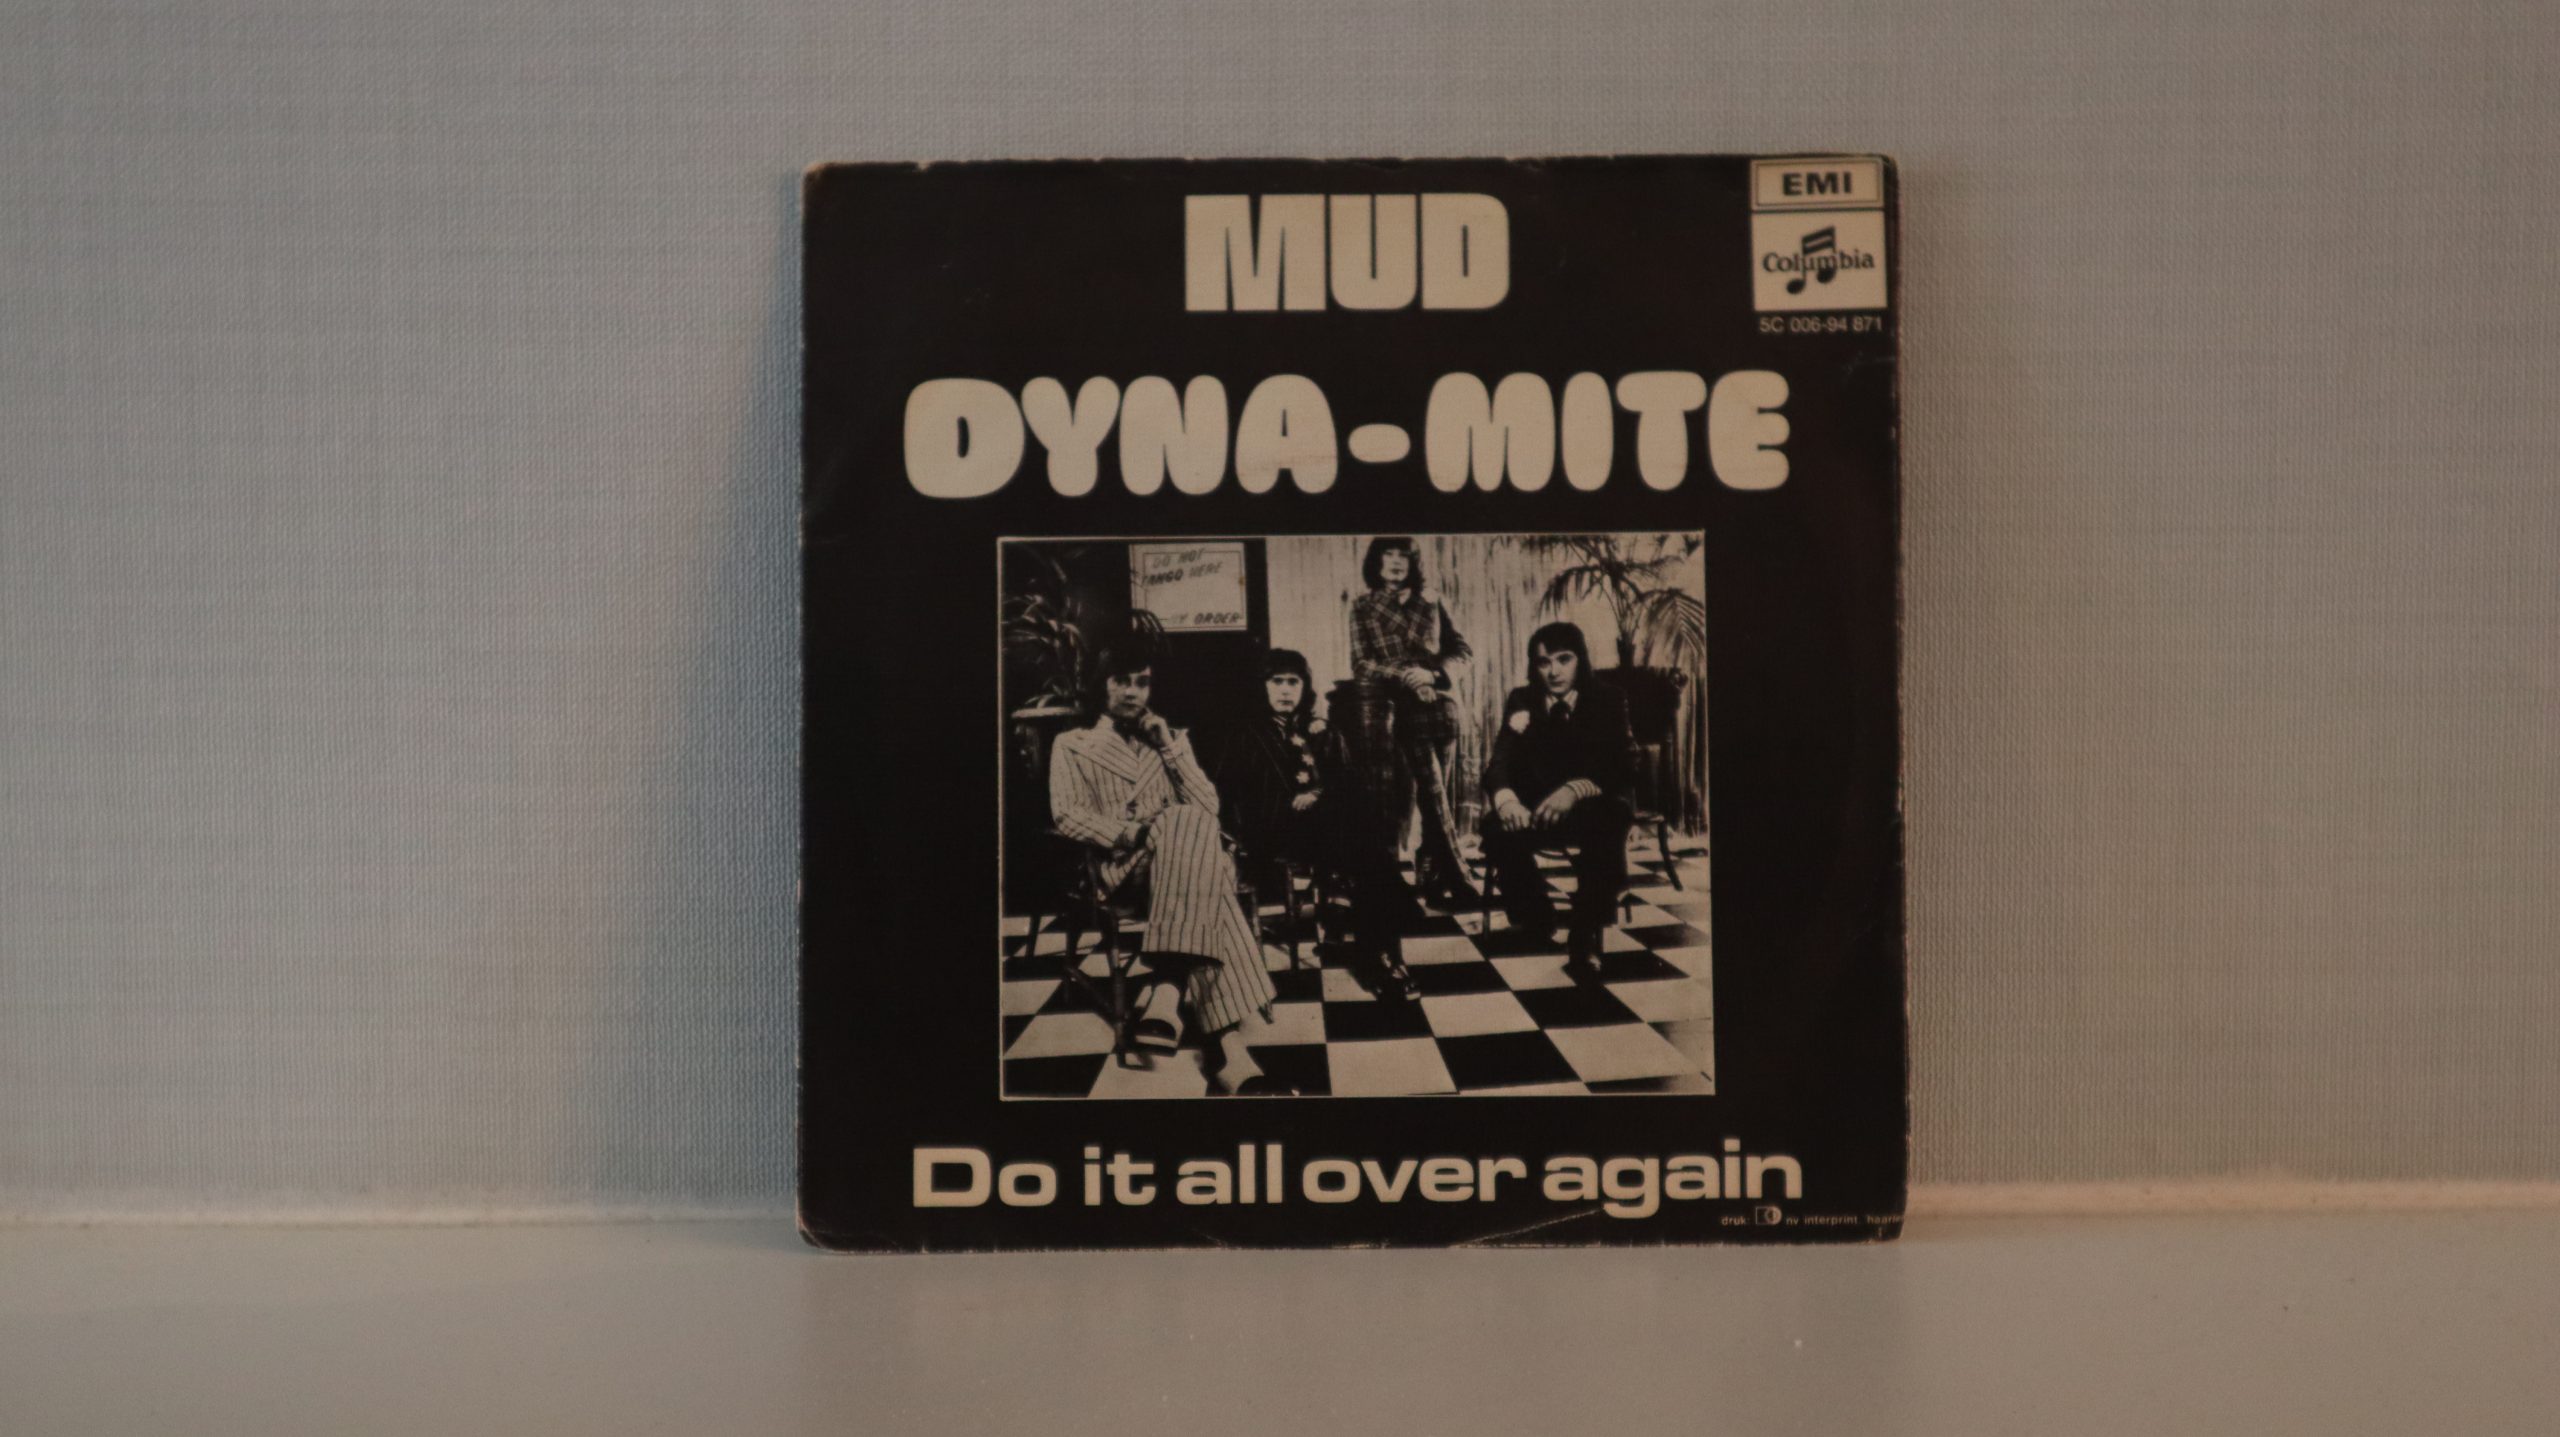 MUD
EMI
Columbia
5C 006-94 871
DYNA-MITE
DO NOT
TANGO HERE
BY ORDER
Do it all over again
druk: nv interprint,